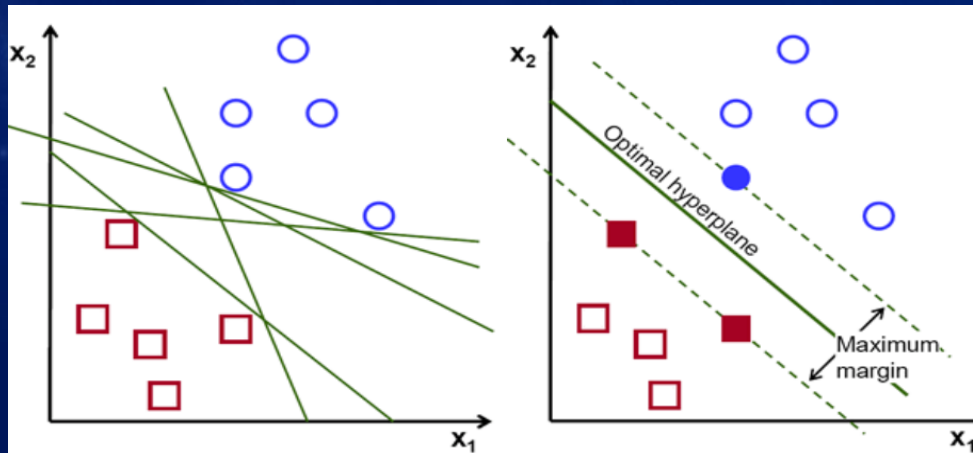 x₂
x₁
x₂
Optimal hyperplane
Maximum
margin
x₁